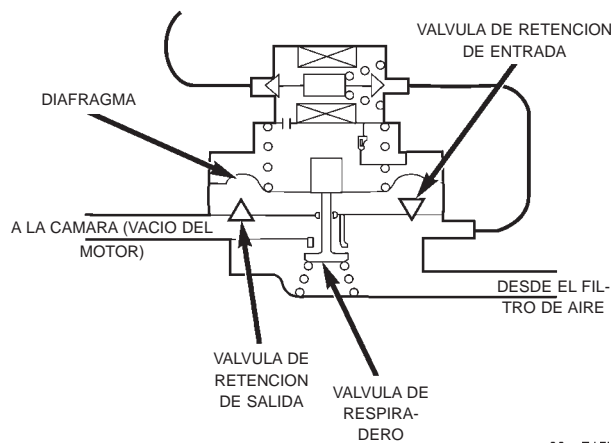 VALVULA DE RETENCION
DE ENTRADA
DIAFRAGMA
A LA CAMARA (VACIO DEL
MOTOR)
DESDE EL FIL-
TRO DE AIRE
VALVULA DE
RETENCION
DE SALIDA
VALVULA DE
RESPIRA-
DERO